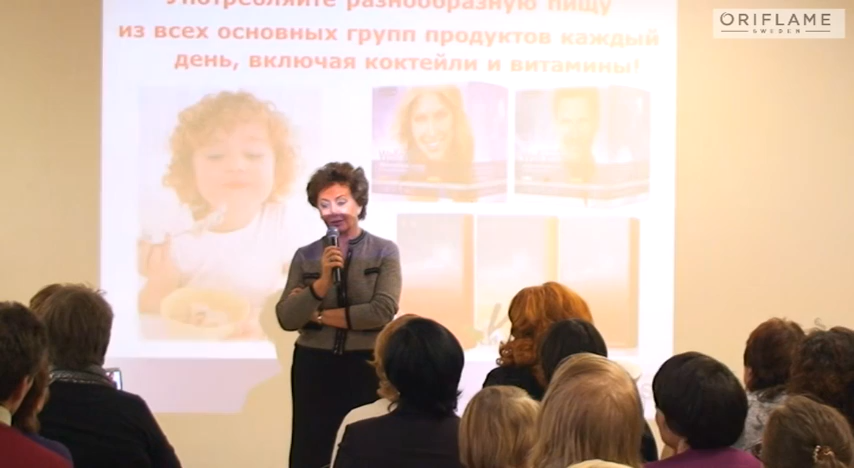 Употребляйте разнообразную пищу
ORIFLAME
SWEDEN
из всех основных групп продуктов каждый
день, включая коктейли и витамины!